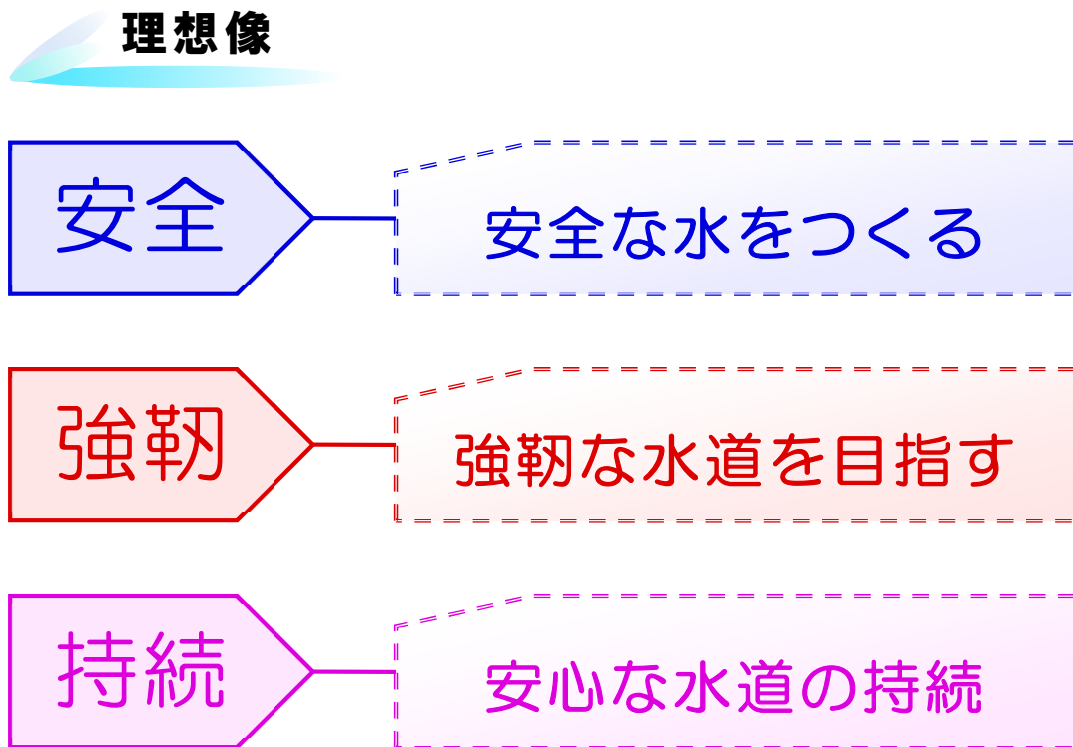 理想像
安全
安全な水をつくる
強靭
強靭な水道を目指す
持続
安心な水道の持続